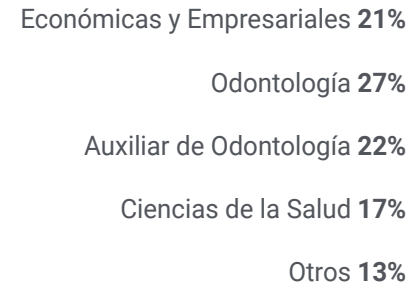 Económicas y Empresariales 21%
Odontología 27%
Auxiliar de Odontología 22%
Ciencias de la Salud 17%
Otros 13%